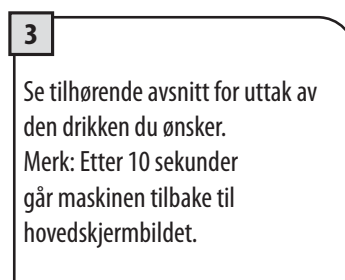 3
Se tilhørende avsnitt for uttak av
den drikken du ønsker.
Merk: Etter 10 sekunder
går maskinen tilbake til
hovedskjermbildet.